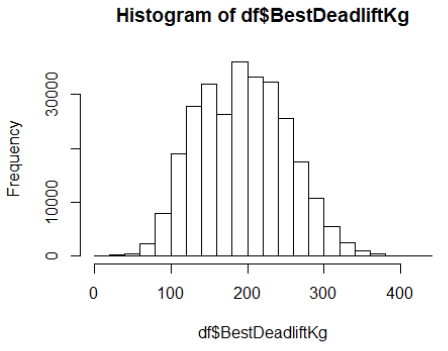 Histogram of df$BestDeadliftKg
Frequency
30000
10000
0
0 100 200 300 400
df$BestDeadliftKg